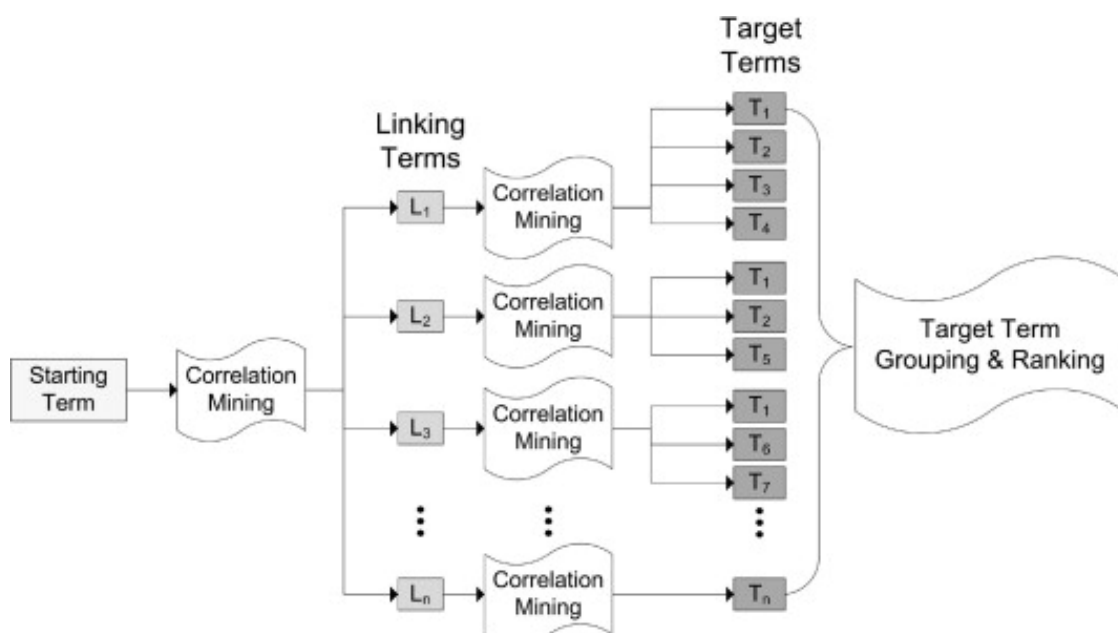 Target
Terms
Linking
Terms
Starting
Term
Correlation
Mining
L₁
Correlation
Mining
T₁
T₂
T₃
T₄
L₂
Correlation
Mining
T₁
T₂
T₅
L₃
Correlation
Mining
T₁
T₆
T₇
Lₙ
Correlation
Mining
Tₙ
Target Term
Grouping & Ranking